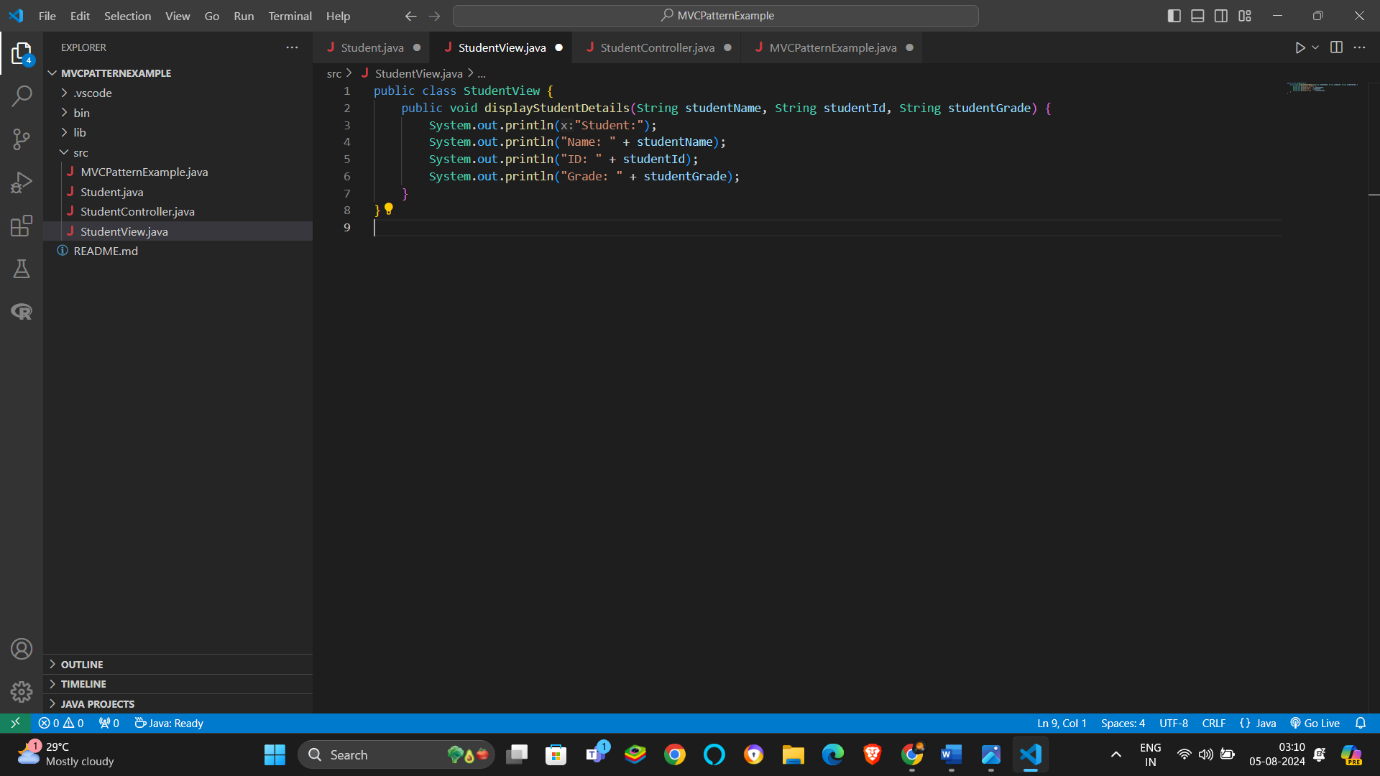 File Edit Selection View Go Run Terminal Help
MVCPatternExample
EXPLORER
Student.java
StudentView.java
StudentController.java
MVCPatternExample.java
4
MVCPATTERNEXAMPLE
.vscode
bin
lib
src
MVCPatternExample.java
Student.java
StudentController.java
StudentView.java
README.md
src > StudentView.java > ...
1 public class StudentView {
2 public void displayStudentDetails(String studentName, String studentId, String studentGrade) {
3 System.out.println(x:"Student:");
4 System.out.println("Name: " + studentName);
5 System.out.println("ID: " + studentId);
6 System.out.println("Grade: " + studentGrade);
7 }
8 }
9
OUTLINE
TIMELINE
JAVA PROJECTS
0 0 0 Java: Ready
Ln 9, Col 1 Spaces: 4 UTF-8 CRLF {} Java Go Live
1
29°C
Mostly cloudy
Search
1
ENG
IN
03:10
05-08-2024
PRE